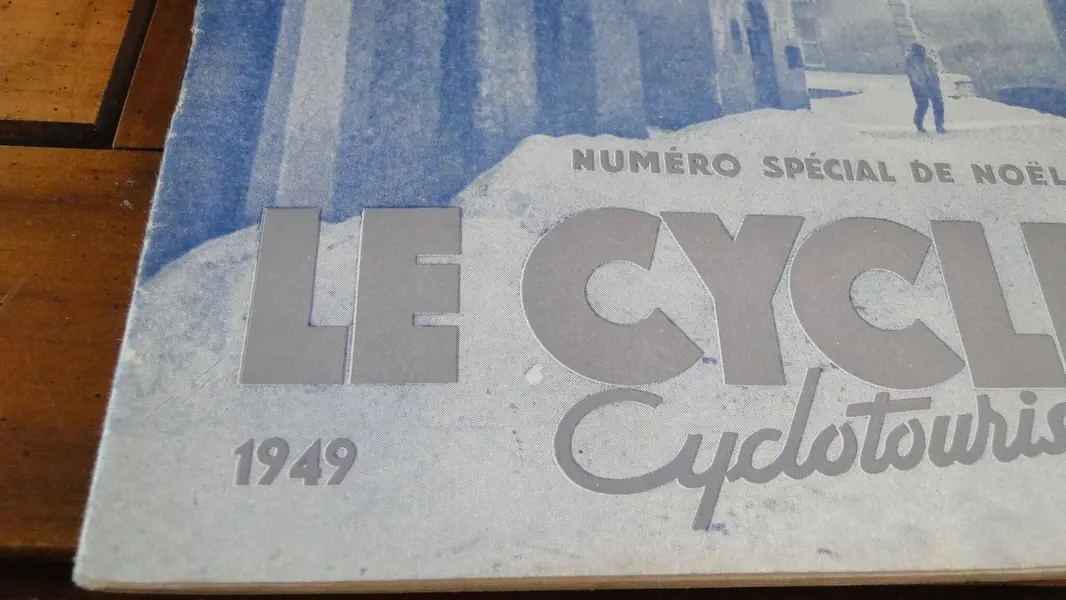 NUMÉRO SPÉCIAL DE NOËL
LE CYCL
Cyclotouris
1949